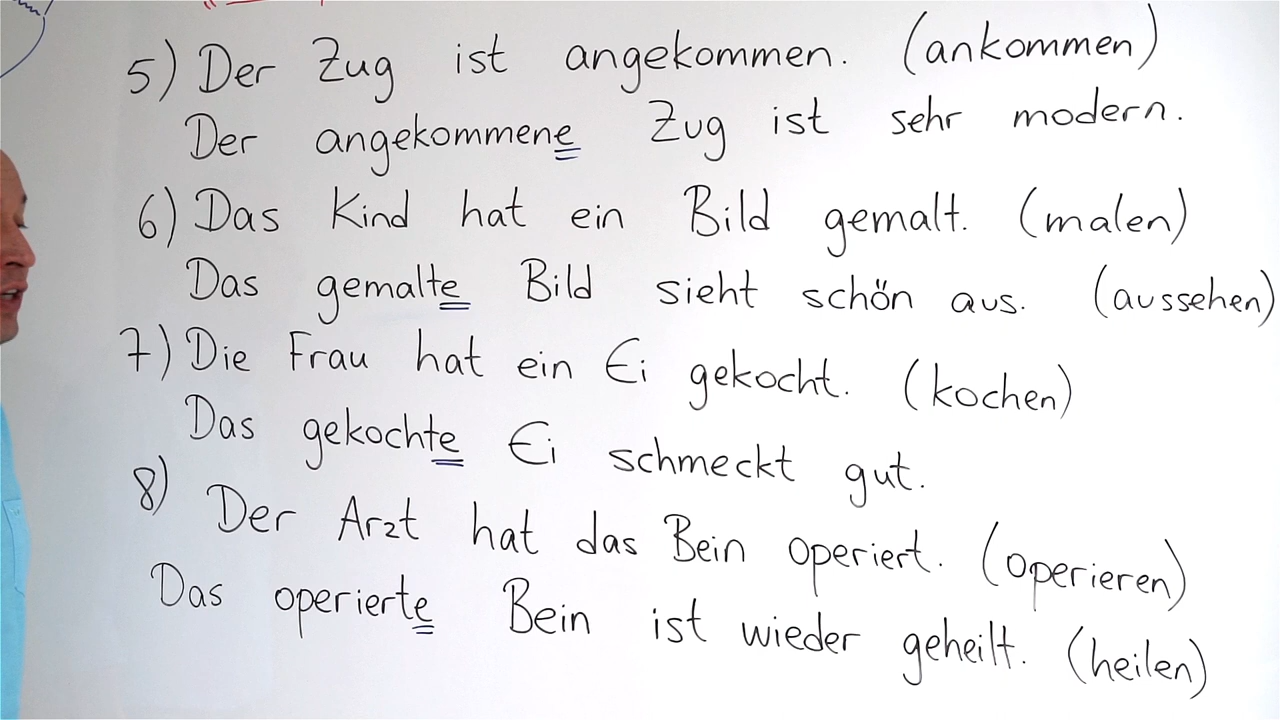 5) Der Zug ist angekommen. (ankommen)
Der angekommene Zug ist sehr modern.
6) Das Kind hat ein Bild gemalt. (malen)
Das gemalte Bild sieht schön aus. (aussehen)
7) Die Frau hat ein Ei gekocht. (kochen)
Das gekochte Ei schmeckt gut.
8) Der Arzt hat das Bein operiert. (operieren)
Das operierte Bein ist wieder geheilt. (heilen)